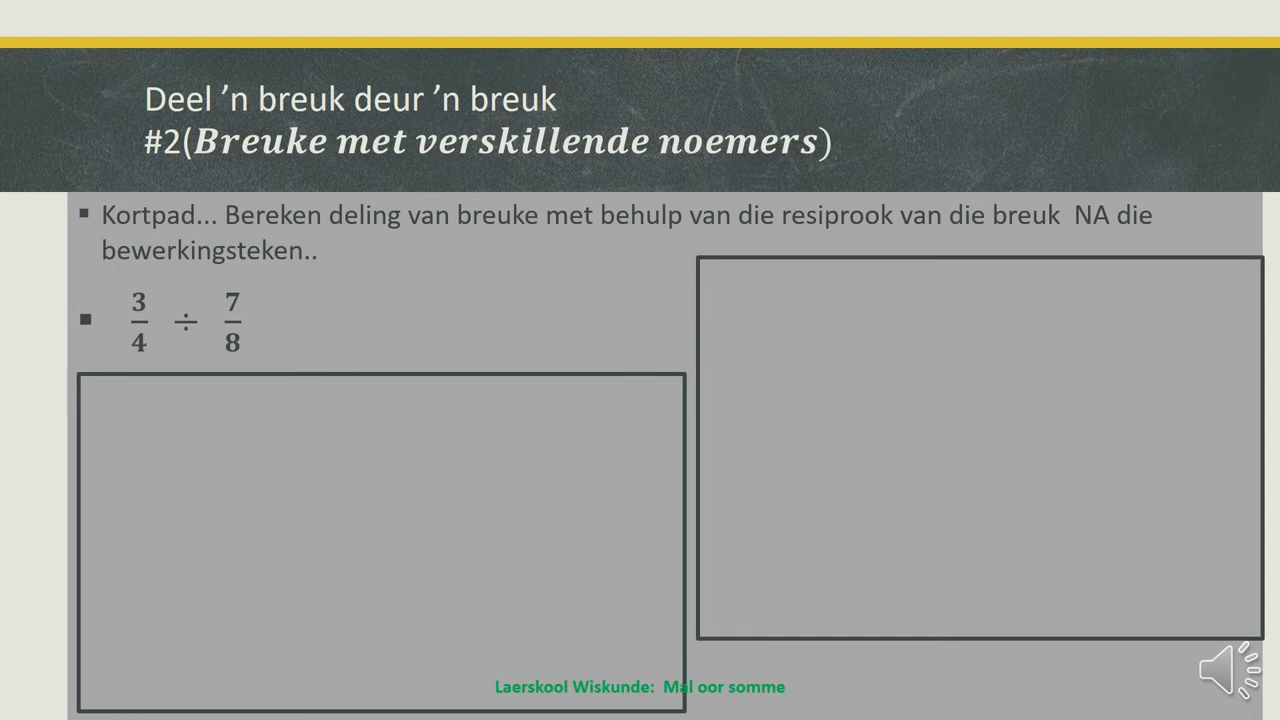 Deel ’n breuk deur ’n breuk
#2(Breuke met verskillende noemers)
▪ Kortpad... Bereken deling van breuke met behulp van die resiprook van die breuk NA die
bewerkingsteken..
▪ 3/4 ÷ 7/8
Laerskool Wiskunde: Mal oor somme